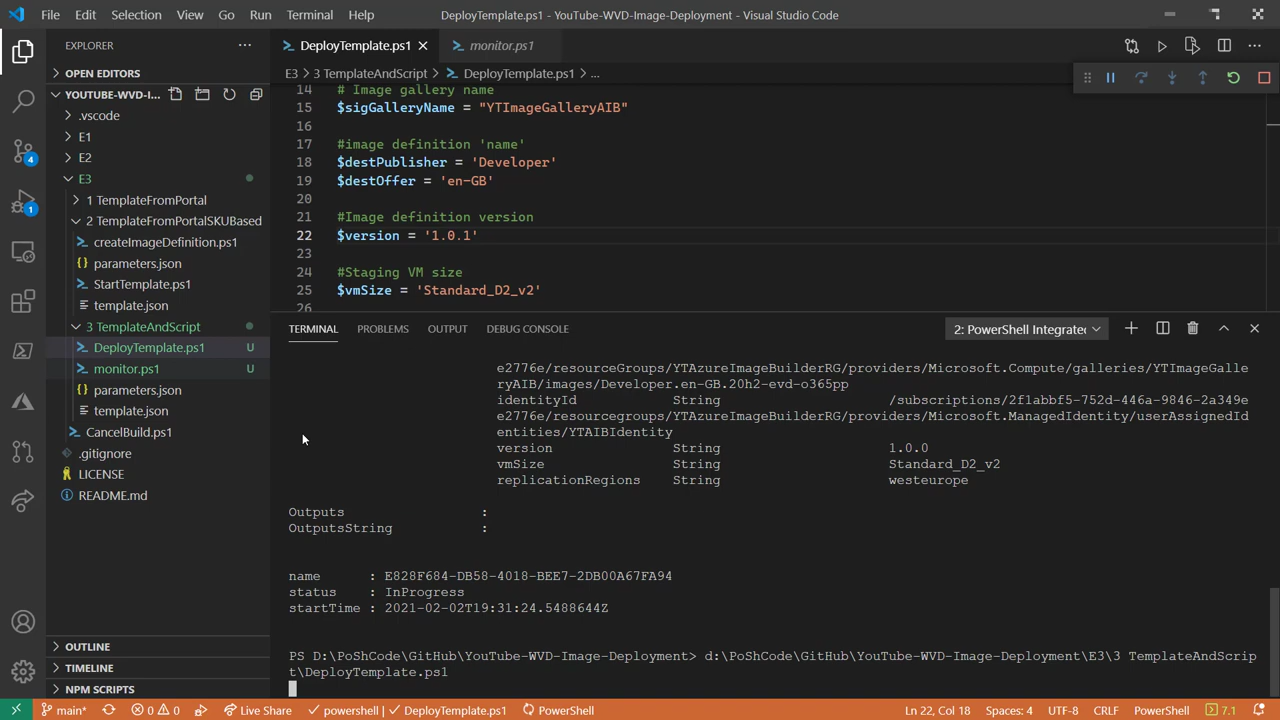 File Edit Selection View Go Run Terminal Help DeployTemplate.ps1 - YouTube-WVD-Image-Deployment - Visual Studio Code
EXPLORER
DeployTemplate.ps1
monitor.ps1
OPEN EDITORS
E3 > 3 TemplateAndScript > DeployTemplate.ps1 > ...
YOUTUBE-WVD-I...
.vscode
E1
E2
E3
1 TemplateFromPortal
2 TemplateFromPortalSKUBased
createImageDefinition.ps1
parameters.json
StartTemplate.ps1
template.json
3 TemplateAndScript
DeployTemplate.ps1 U
monitor.ps1 U
parameters.json
template.json
CancelBuild.ps1
.gitignore
LICENSE
README.md
OUTLINE
TIMELINE
NPM SCRIPTS
4
1
14 # Image gallery name
15 $sigGalleryName = "YTImageGalleryAIB"
16
17 #image definition 'name'
18 $destPublisher = 'Developer'
19 $destOffer = 'en-GB'
20
21 #Image definition version
22 $version = '1.0.1'
23
24 #Staging VM size
25 $vmSize = 'Standard_D2_v2'
26
TERMINAL PROBLEMS OUTPUT DEBUG CONSOLE 2: PowerShell Integrated
e2776e/resourceGroups/YTAzureImageBuilderRG/providers/Microsoft.Compute/galleries/YTImageGalle
ryAIB/images/Developer.en-GB.20h2-evd-o365pp
identityId String /subscriptions/2f1abbf5-752d-446a-9846-2a349e
e2776e/resourcegroups/YTAzureImageBuilderRG/providers/Microsoft.ManagedIdentity/userAssignedId
entities/YTAIBIdentity
version String 1.0.0
vmSize String Standard_D2_v2
replicationRegions String westeurope
Outputs :
OutputsString :
name : E828F684-DB58-4018-BEE7-2DB00A67FA94
status : InProgress
startTime : 2021-02-02T19:31:24.5488644Z
PS D:\PoShCode\GitHub\YouTube-WVD-Image-Deployment> d:\PoShCode\GitHub\YouTube-WVD-Image-Deployment\E3\3 TemplateAndScrip
t\DeployTemplate.ps1
main* 0 0 Live Share powershell | DeployTemplate.ps1 PowerShell Ln 22, Col 18 Spaces: 4 UTF-8 CRLF PowerShell 7.1